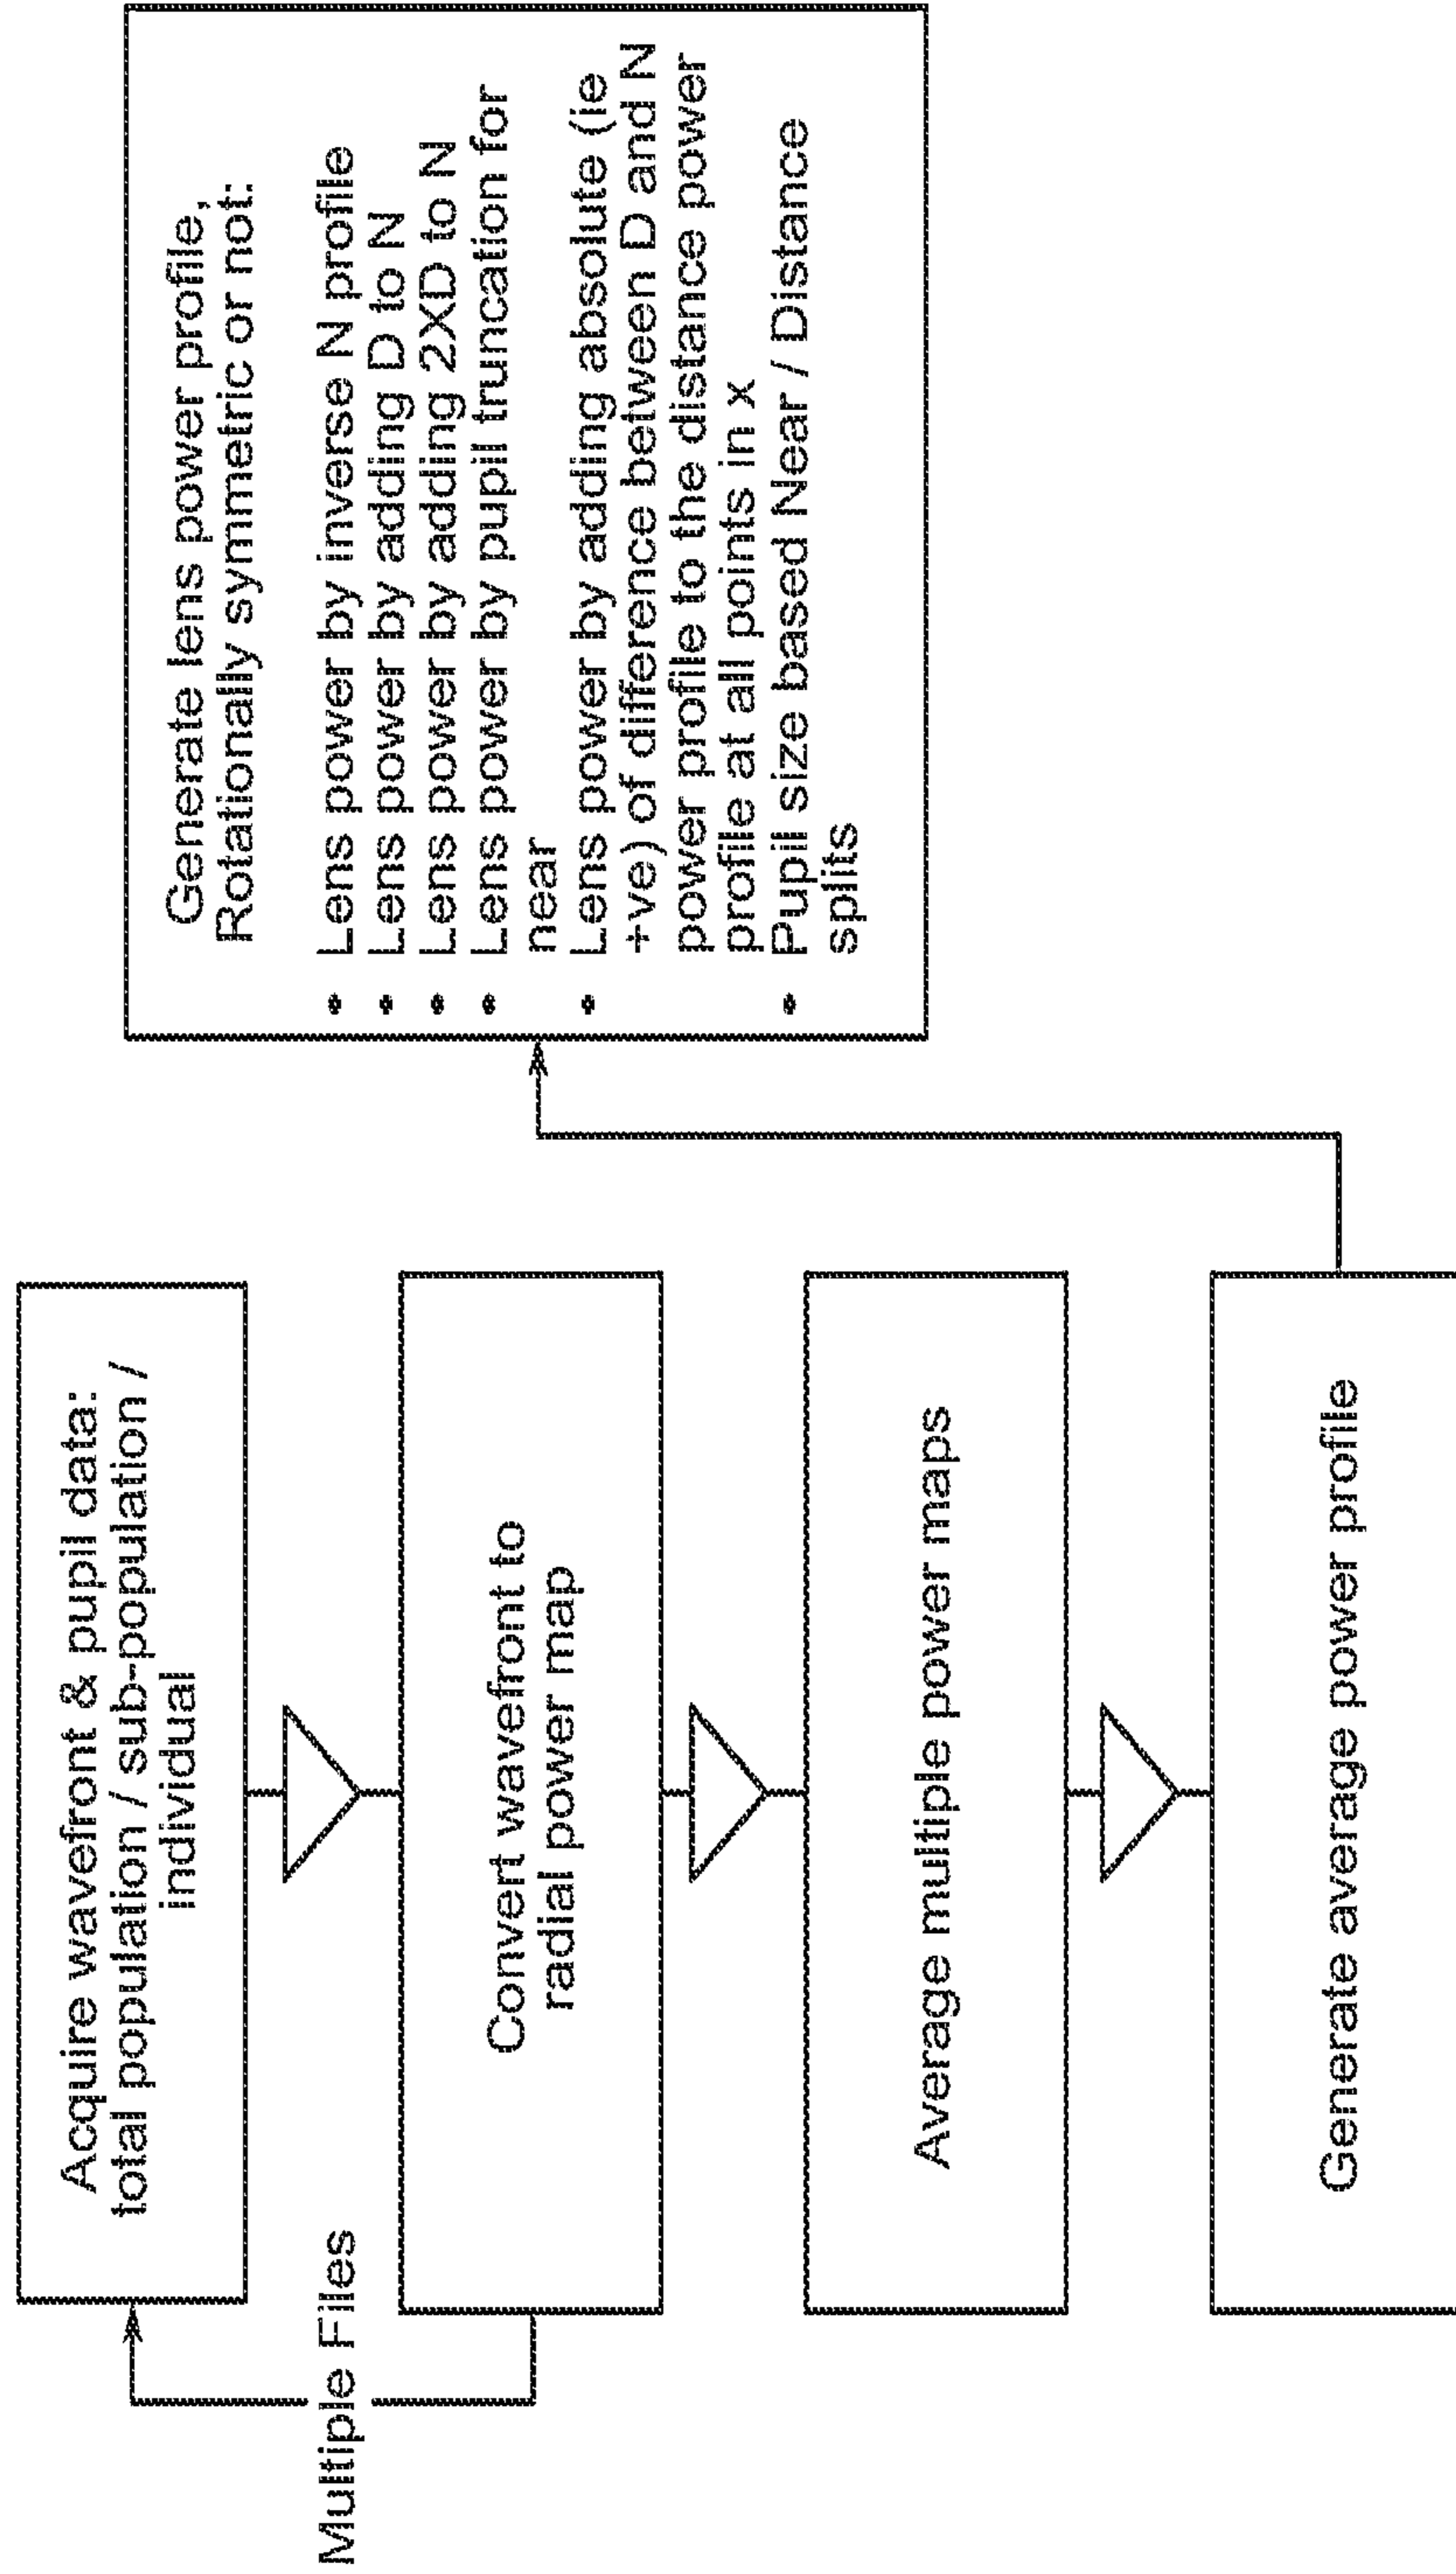 Acquire wavefront & pupil data:
total population / sub-population /
individual
Multiple Files
Convert wavefront to
radial power map
Average multiple power maps
Generate average power profile
Generate lens power profile,
Rotationally symmetric or not:
• Lens power by inverse N profile
• Lens power by adding D to N
• Lens power by adding 2XD to N
• Lens power by pupil truncation for
near
• Lens power by adding absolute (ie
+ve) of difference between D and N
power profile to the distance power
profile at all points in x
• Pupil size based Near / Distance
splits